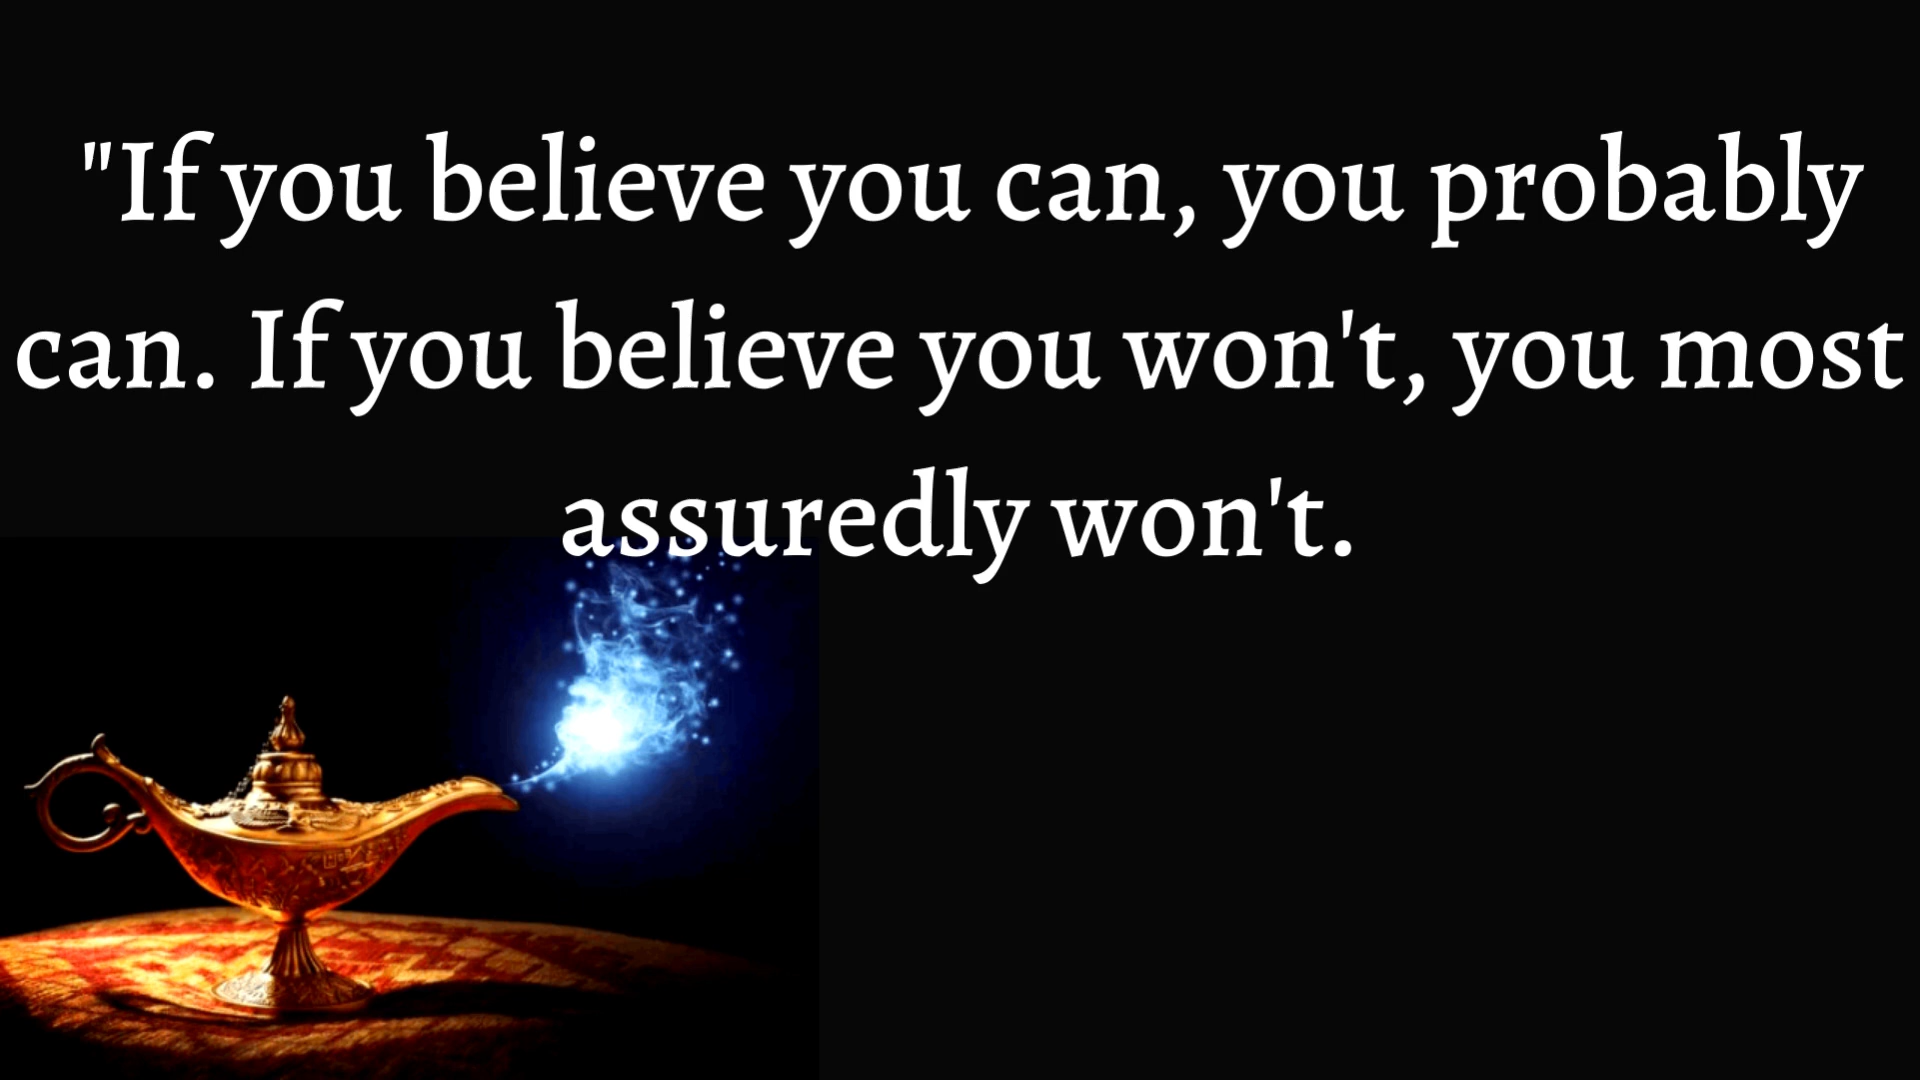 "If you believe you can, you probably
can. If you believe you won't, you most
assuredly won't.